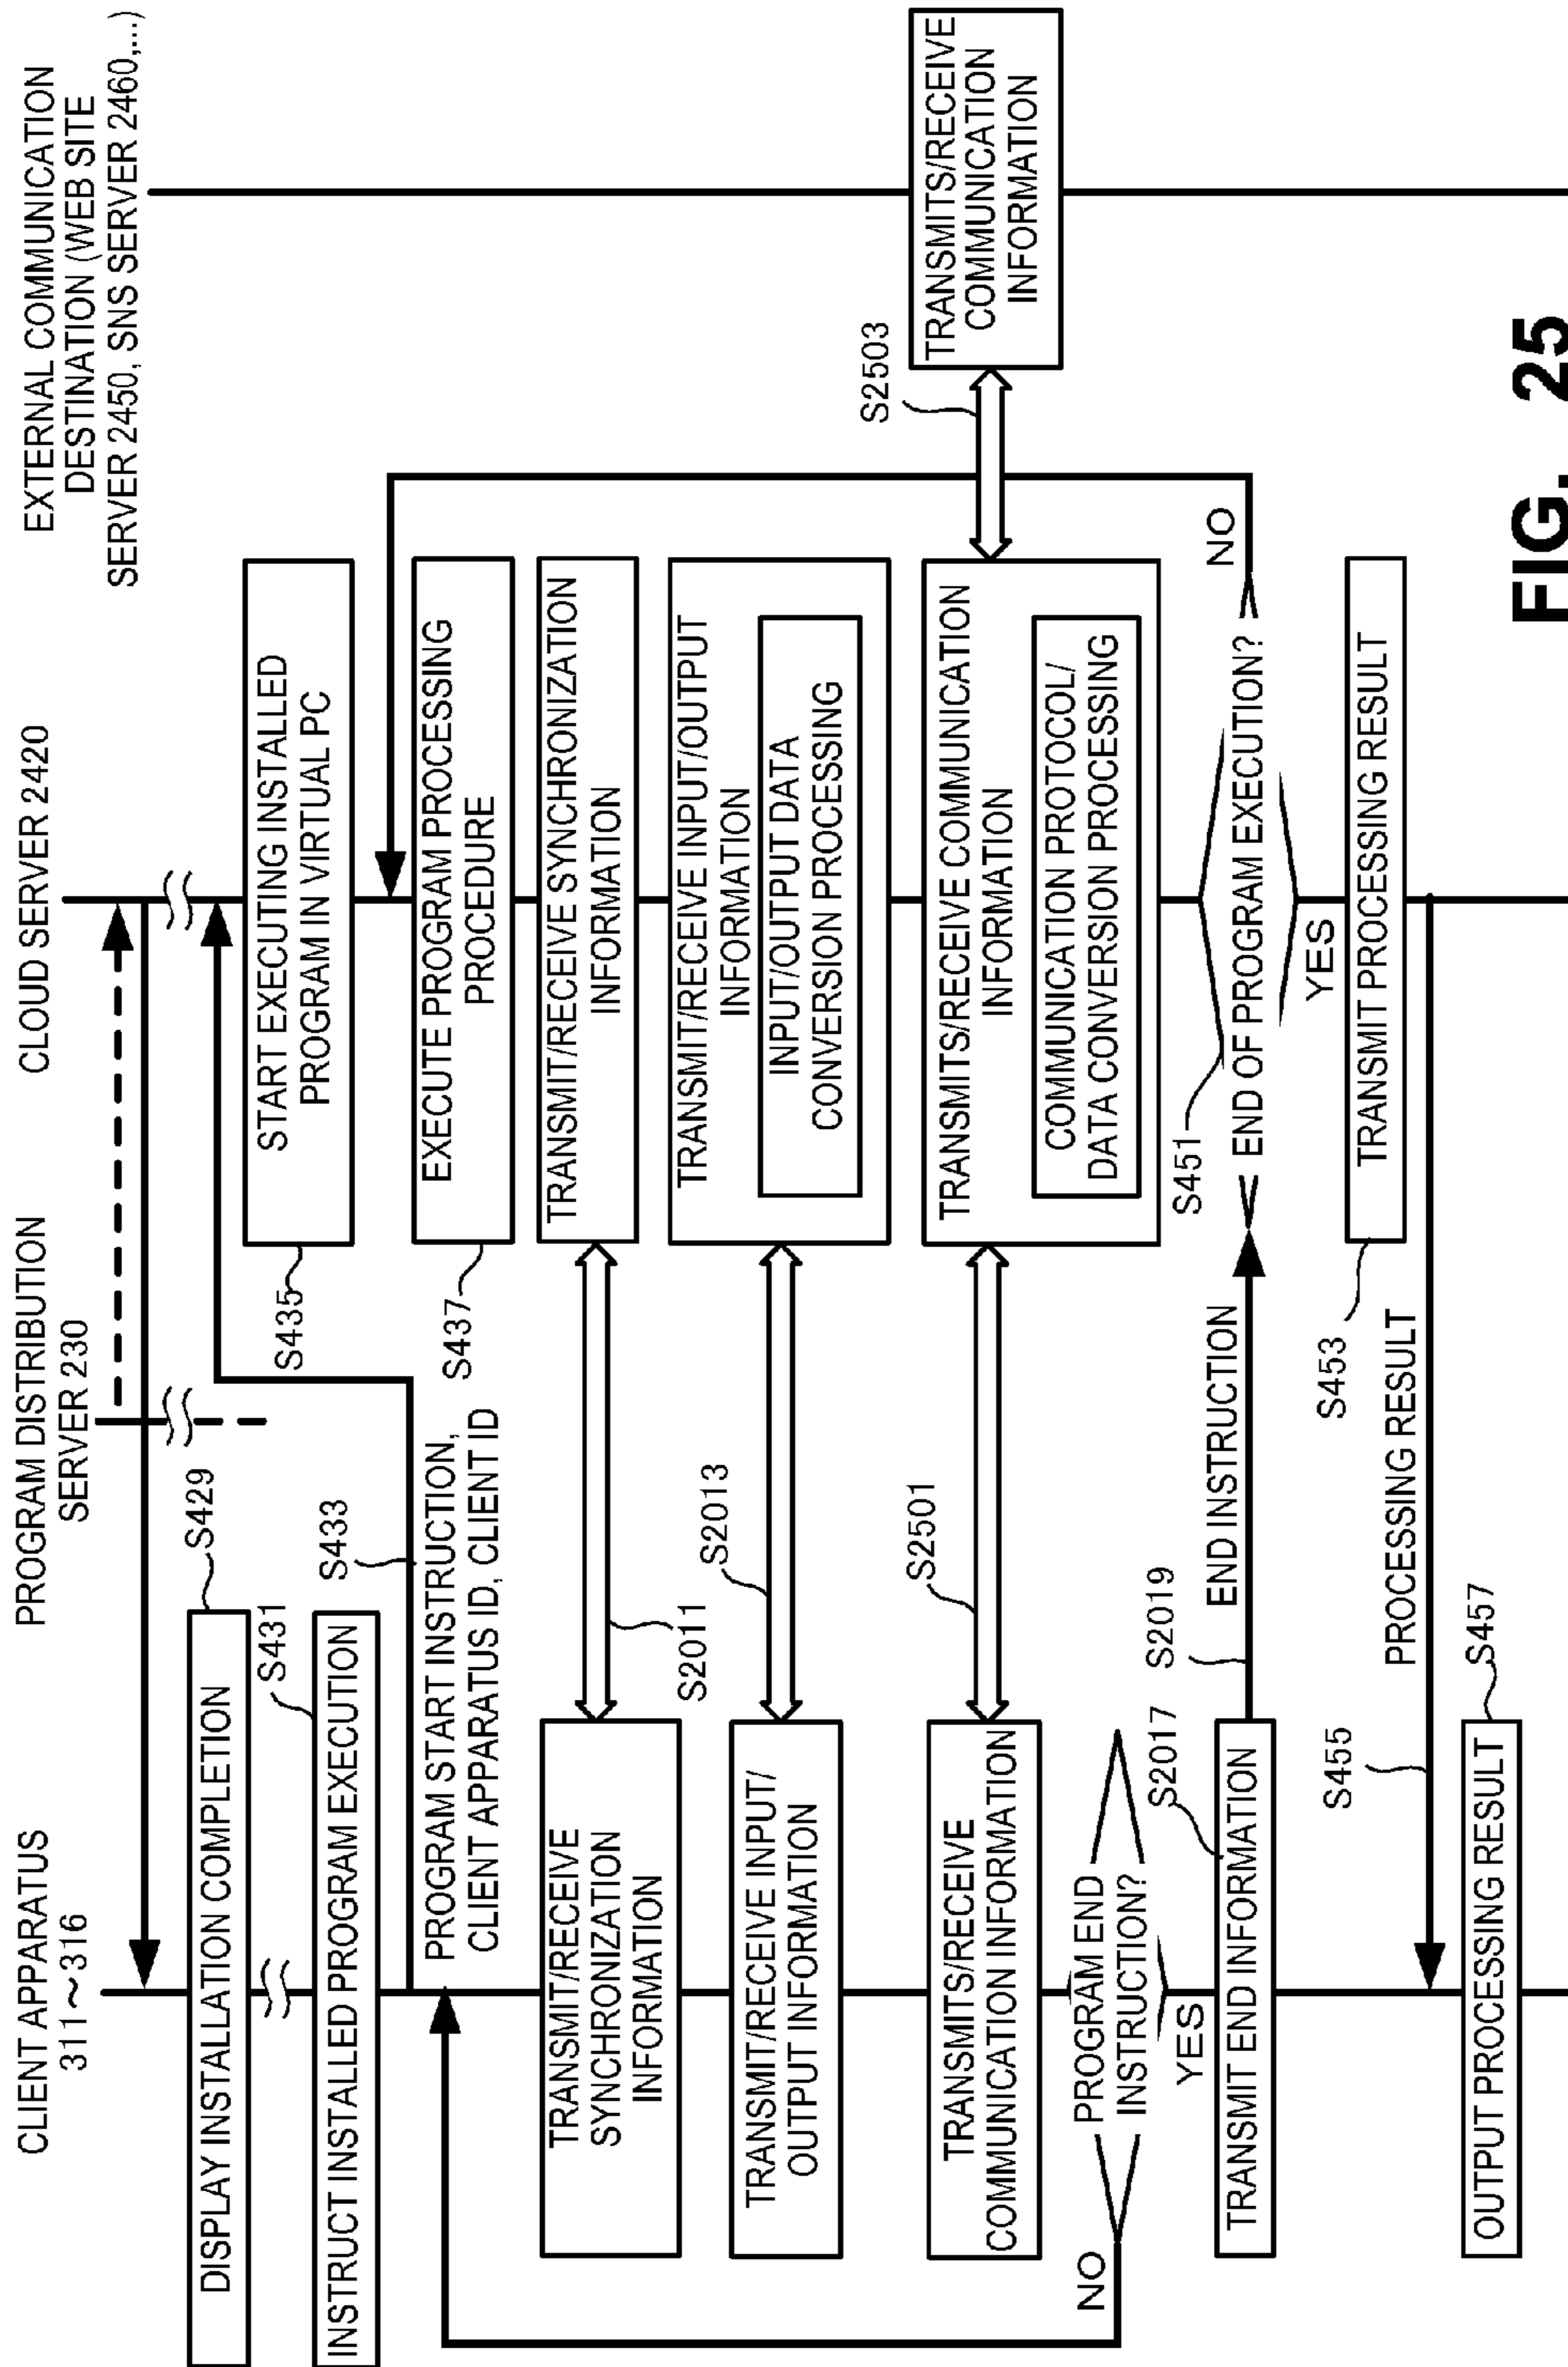 CLIENT APPARATUS
311~316
PROGRAM DISTRIBUTION
SERVER 230
CLOUD SERVER 2420
EXTERNAL COMMUNICATION
DESTINATION (WEB SITE
SERVER 2450, SNS SERVER 2460,...)
DISPLAY INSTALLATION COMPLETION
S429
S431
INSTRUCT INSTALLED PROGRAM EXECUTION
S433
PROGRAM START INSTRUCTION,
CLIENT APPARATUS ID, CLIENT ID
S435
START EXECUTING INSTALLED
PROGRAM IN VIRTUAL PC
S437
EXECUTE PROGRAM PROCESSING
PROCEDURE
TRANSMIT/RECEIVE
SYNCHRONIZATION
INFORMATION
S2011
TRANSMIT/RECEIVE SYNCHRONIZATION
INFORMATION
TRANSMIT/RECEIVE INPUT/
OUTPUT INFORMATION
S2013
TRANSMIT/RECEIVE INPUT/OUTPUT
INFORMATION
INPUT/OUTPUT DATA
CONVERSION PROCESSING
TRANSMITS/RECEIVE
COMMUNICATION INFORMATION
S2501
TRANSMITS/RECEIVE COMMUNICATION
INFORMATION
COMMUNICATION PROTOCOL/
DATA CONVERSION PROCESSING
S2503
TRANSMITS/RECEIVE
COMMUNICATION
INFORMATION
NO
PROGRAM END
INSTRUCTION?
YES
S2017
TRANSMIT END INFORMATION
S2019
END INSTRUCTION
S451
END OF PROGRAM EXECUTION?
NO
YES
S453
TRANSMIT PROCESSING RESULT
S455
PROCESSING RESULT
S457
OUTPUT PROCESSING RESULT
FIG. 25